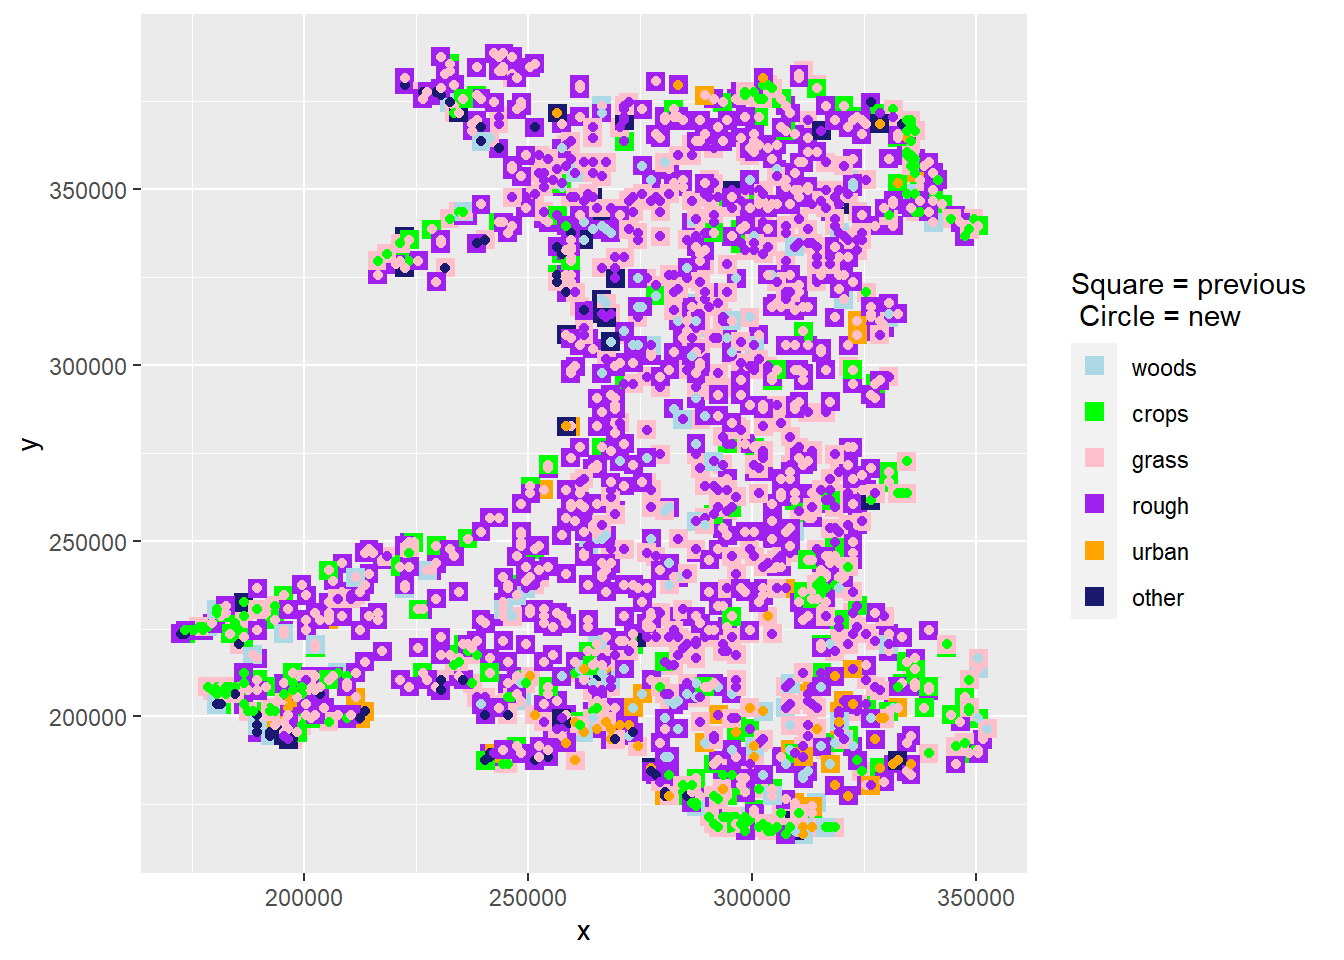 350000
300000
250000
200000
y
200000
250000
300000
350000
x
Square = previous
Circle = new
woods
crops
grass
rough
urban
other